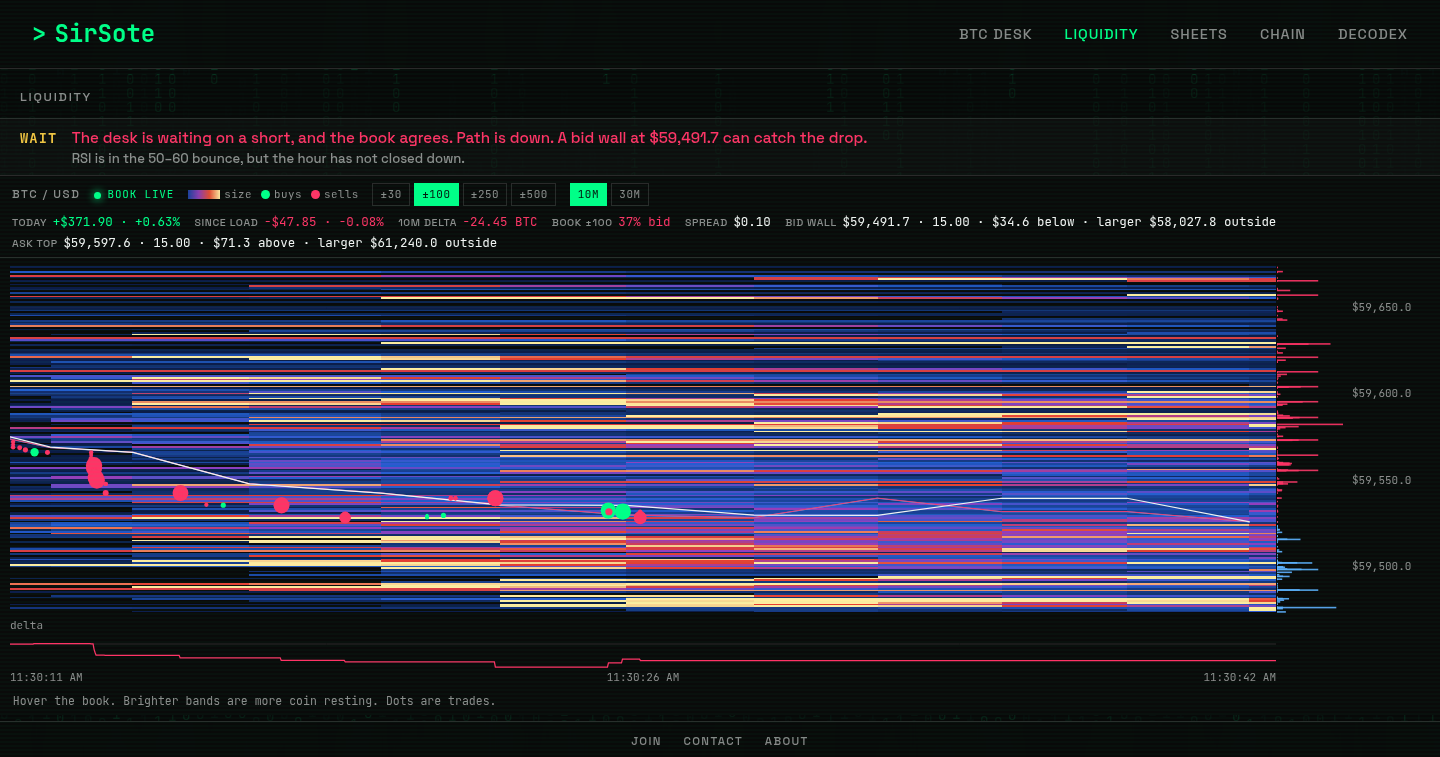 > SirSote
BTC DESK LIQUIDITY SHEETS CHAIN DECODEX
LIQUIDITY
WAIT The desk is waiting on a short, and the book agrees. Path is down. A bid wall at $59,491.7 can catch the drop.
RSI is in the 50–60 bounce, but the hour has not closed down.
BTC / USD BOOK LIVE size buys sells ±30 ±100 ±250 ±500 10M 30M
TODAY +$371.90 · +0.63% SINCE LOAD -$47.85 · -0.08% 10M DELTA -24.45 BTC BOOK ±100 37% bid SPREAD $0.10 BID WALL $59,491.7 · 15.00 · $34.6 below · larger $58,027.8 outside
ASK TOP $59,597.6 · 15.00 · $71.3 above · larger $61,240.0 outside
$59,650.0
$59,600.0
$59,550.0
$59,500.0
delta
11:30:11 AM 11:30:26 AM 11:30:42 AM
Hover the book. Brighter bands are more coin resting. Dots are trades.
JOIN CONTACT ABOUT